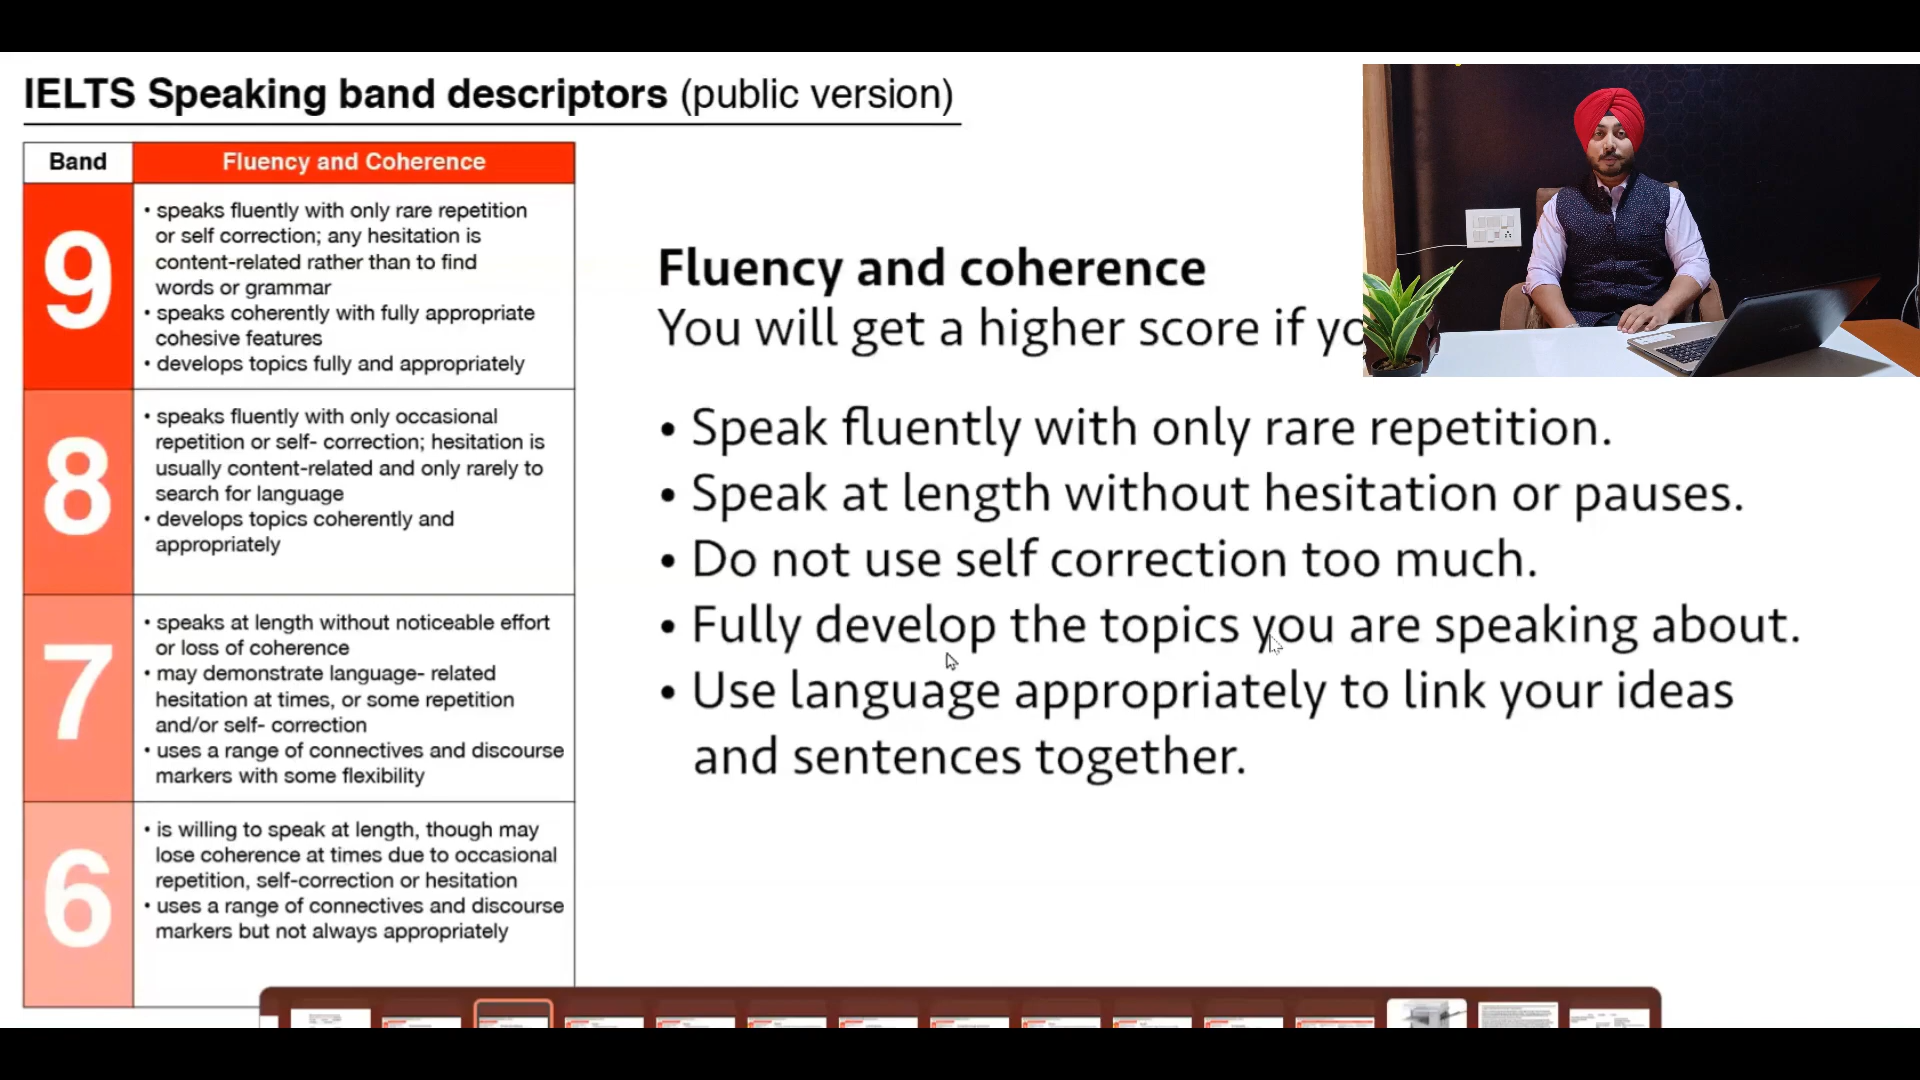 IELTS Speaking band descriptors (public version)
Band
Fluency and Coherence
9
• speaks fluently with only rare repetition
or self correction; any hesitation is
content-related rather than to find
words or grammar
• speaks coherently with fully appropriate
cohesive features
• develops topics fully and appropriately
8
• speaks fluently with only occasional
repetition or self- correction; hesitation is
usually content-related and only rarely to
search for language
• develops topics coherently and
appropriately
7
• speaks at length without noticeable effort
or loss of coherence
• may demonstrate language- related
hesitation at times, or some repetition
and/or self- correction
• uses a range of connectives and discourse
markers with some flexibility
6
• is willing to speak at length, though may
lose coherence at times due to occasional
repetition, self-correction or hesitation
• uses a range of connectives and discourse
markers but not always appropriately
Fluency and coherence
You will get a higher score if yo
• Speak fluently with only rare repetition.
• Speak at length without hesitation or pauses.
• Do not use self correction too much.
• Fully develop the topics you are speaking about.
• Use language appropriately to link your ideas
and sentences together.